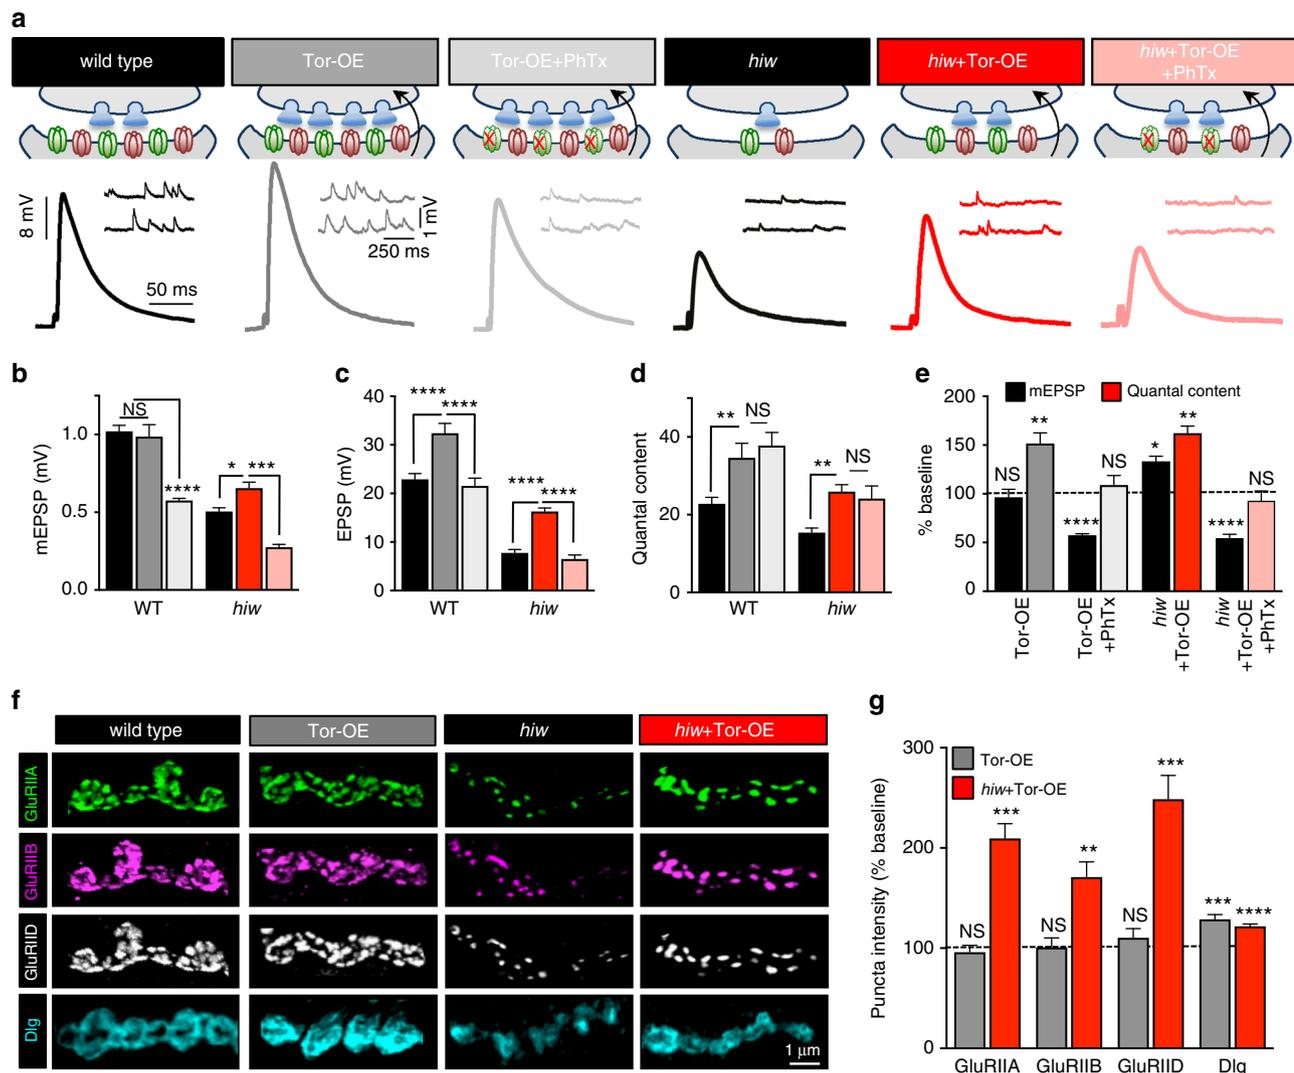 a
wild type
Tor-OE
Tor-OE+PhTx
hiw
hiw+Tor-OE
hiw+Tor-OE
+PhTx
X X X
X X
8 mV
50 ms
1 mV
250 ms
b
mEPSP (mV)
1.0
0.5
0.0
NS
****
*
***
WT
hiw
c
EPSP (mV)
40
30
20
10
0
****
****
****
****
WT
hiw
d
Quantal content
40
20
0
**
NS
**
NS
WT
hiw
e
% baseline
200
150
100
50
0
mEPSP
Quantal content
NS
**
****
NS
*
**
****
NS
Tor-OE
Tor-OE
+PhTx
hiw
+Tor-OE
hiw
+Tor-OE
+PhTx
f
wild type
Tor-OE
hiw
hiw+Tor-OE
GluRIIA
GluRIIB
GluRIID
Dlg
1 μm
g
Puncta intensity (% baseline)
300
200
100
0
Tor-OE
hiw+Tor-OE
NS
***
NS
**
NS
***
***
****
GluRIIA
GluRIIB
GluRIID
Dlg